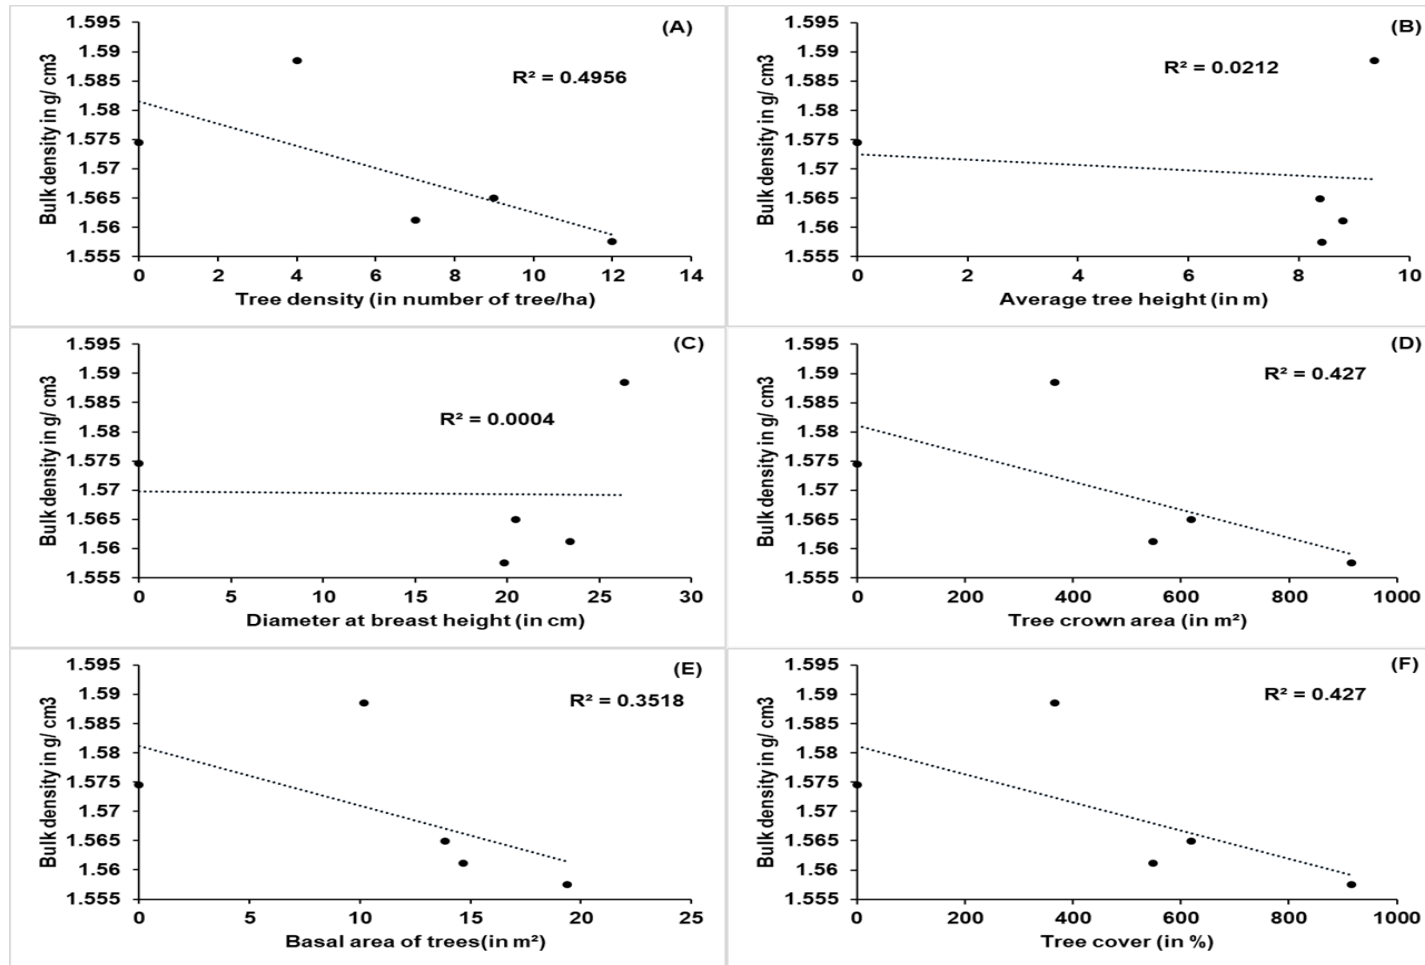 (A)
R² = 0.4956
Bulk density in g/ cm3
1.595
1.59
1.585
1.58
1.575
1.57
1.565
1.56
1.555
0 2 4 6 8 10 12 14
Tree density (in number of tree/ha)
(B)
R² = 0.0212
Bulk density in g/ cm3
1.595
1.59
1.585
1.58
1.575
1.57
1.565
1.56
1.555
0 2 4 6 8 10
Average tree height (in m)
(C)
R² = 0.0004
Bulk density in g/ cm3
1.595
1.59
1.585
1.58
1.575
1.57
1.565
1.56
1.555
0 5 10 15 20 25 30
Diameter at breast height (in cm)
(D)
R² = 0.427
Bulk density in g/ cm3
1.595
1.59
1.585
1.58
1.575
1.57
1.565
1.56
1.555
0 200 400 600 800 1000
Tree crown area (in m²)
(E)
R² = 0.3518
Bulk density in g/ cm3
1.595
1.59
1.585
1.58
1.575
1.57
1.565
1.56
1.555
0 5 10 15 20 25
Basal area of trees(in m²)
(F)
R² = 0.427
Bulk density in g/ cm3
1.595
1.59
1.585
1.58
1.575
1.57
1.565
1.56
1.555
0 200 400 600 800 1000
Tree cover (in %)